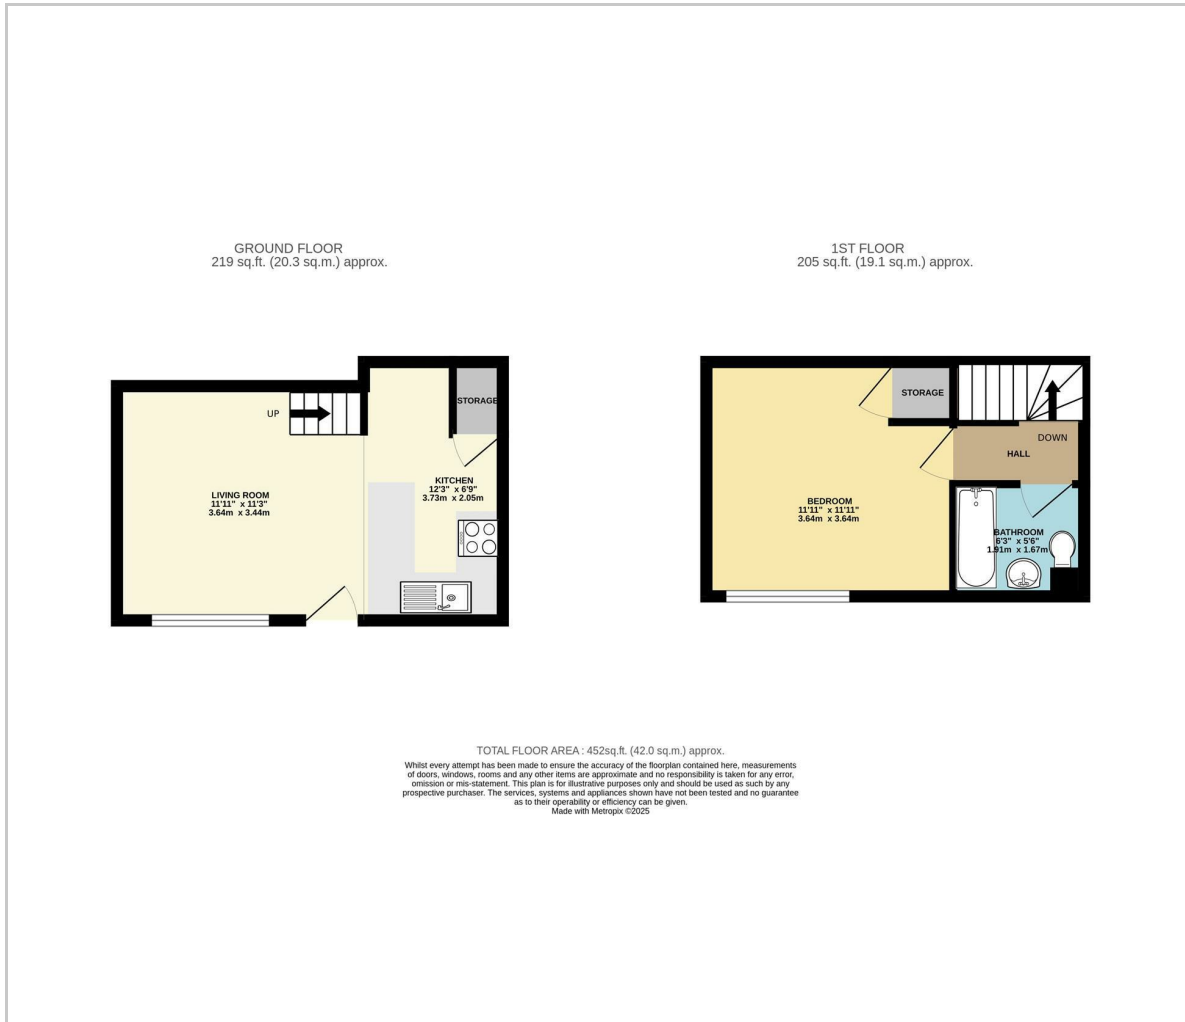 GROUND FLOOR
219 sq.ft. (20.3 sq.m.) approx.
1ST FLOOR
205 sq.ft. (19.1 sq.m.) approx.
UP
STORAGE
LIVING ROOM
11'11" x 11'3"
3.64m x 3.44m
KITCHEN
12'3" x 6'9"
3.73m x 2.05m
STORAGE
DOWN
HALL
BEDROOM
11'11" x 11'11"
3.64m x 3.64m
BATHROOM
6'3" x 5'6"
1.91m x 1.67m
TOTAL FLOOR AREA : 452sq.ft. (42.0 sq.m.) approx.
Whilst every attempt has been made to ensure the accuracy of the floorplan contained here, measurements
of doors, windows, rooms and any other items are approximate and no responsibility is taken for any error,
omission or mis-statement. This plan is for illustrative purposes only and should be used as such by any
prospective purchaser. The services, systems and appliances shown have not been tested and no guarantee
as to their operability or efficiency can be given.
Made with Metropix ©2025